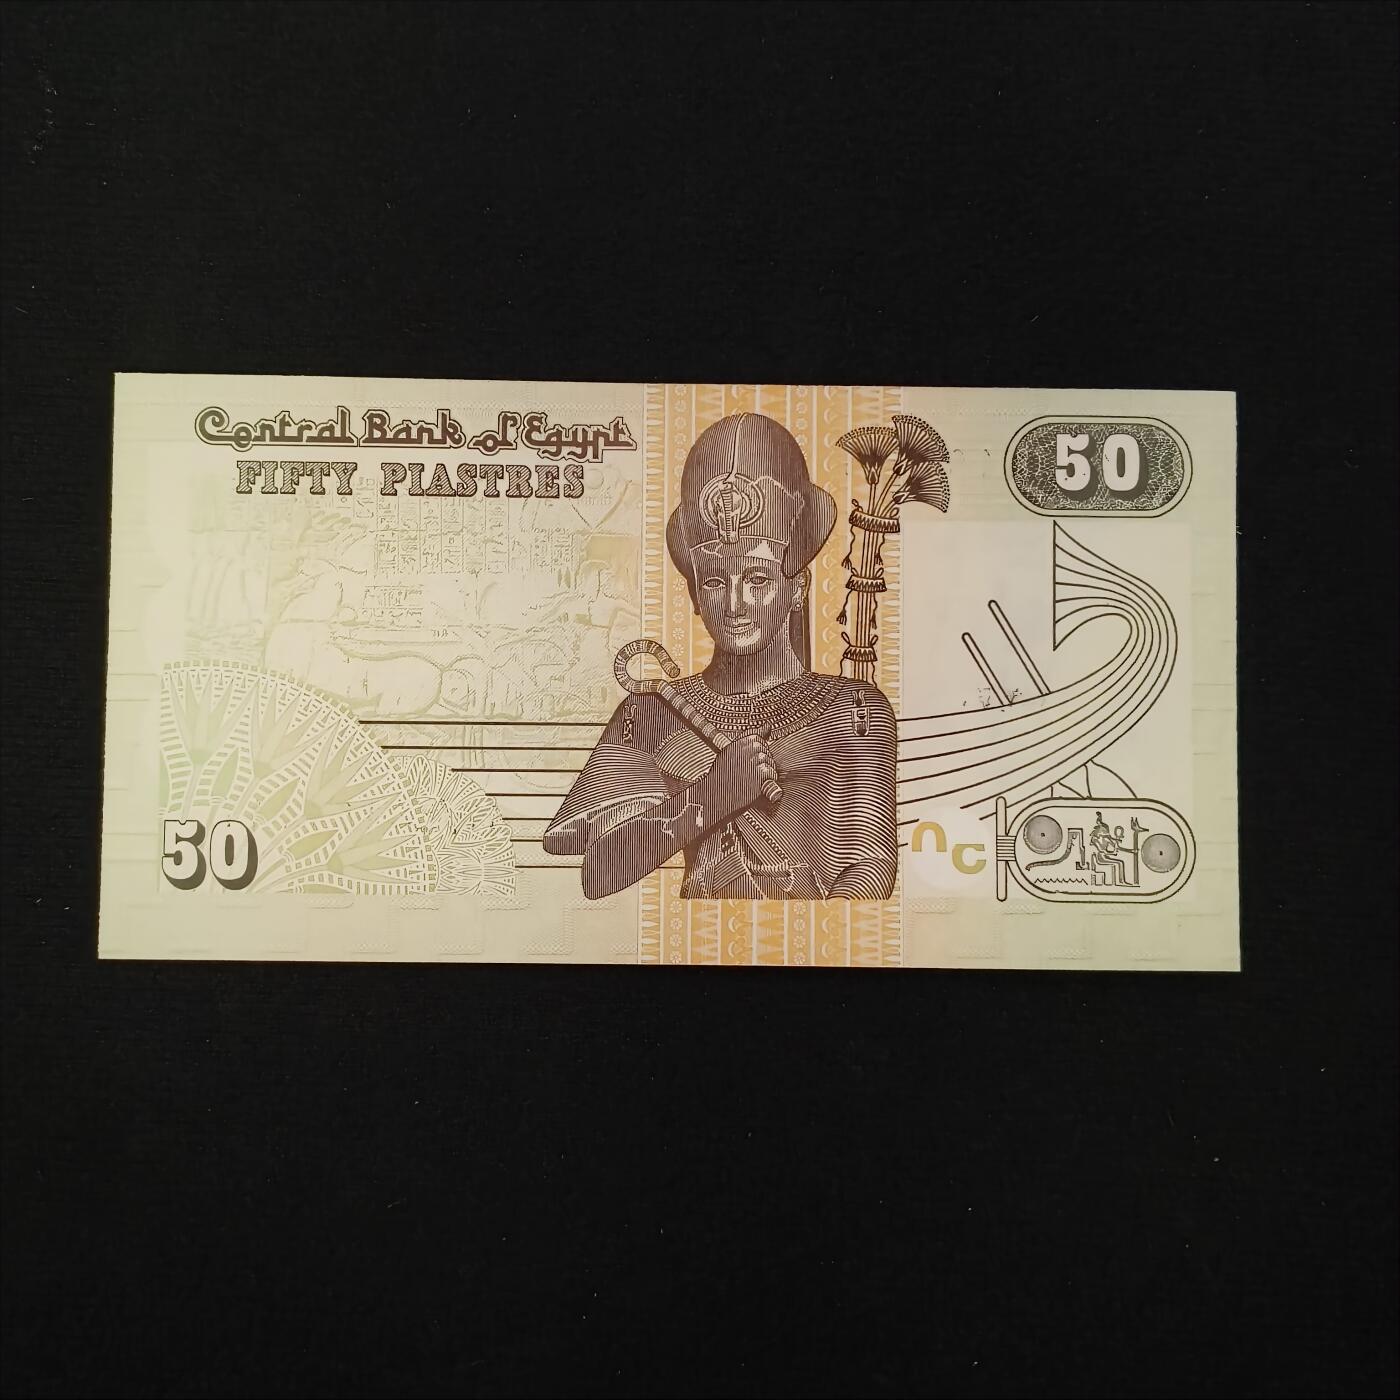 Central Bank of Egypt
FIFTY PIASTRES
50
50